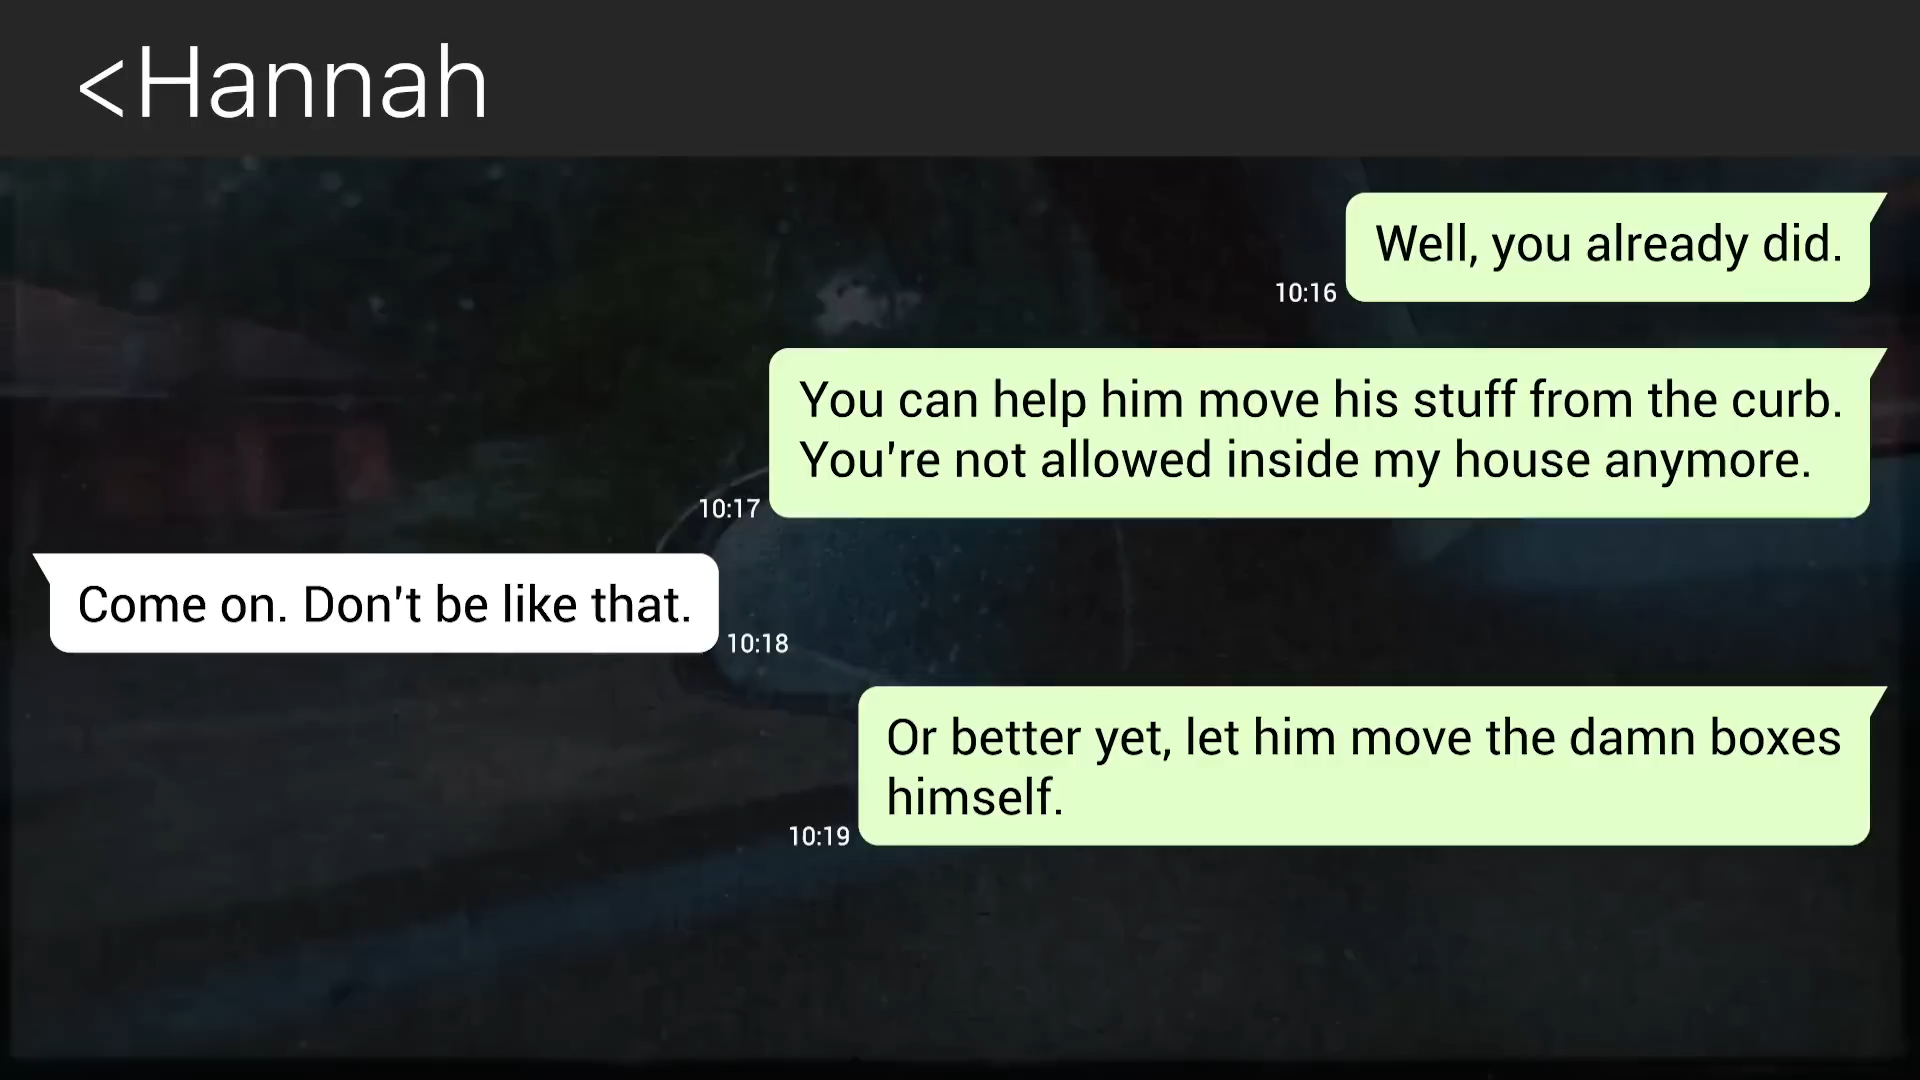 <Hannah
Well, you already did.
10:16
You can help him move his stuff from the curb.
You're not allowed inside my house anymore.
10:17
Come on. Don't be like that.
10:18
Or better yet, let him move the damn boxes
himself.
10:19